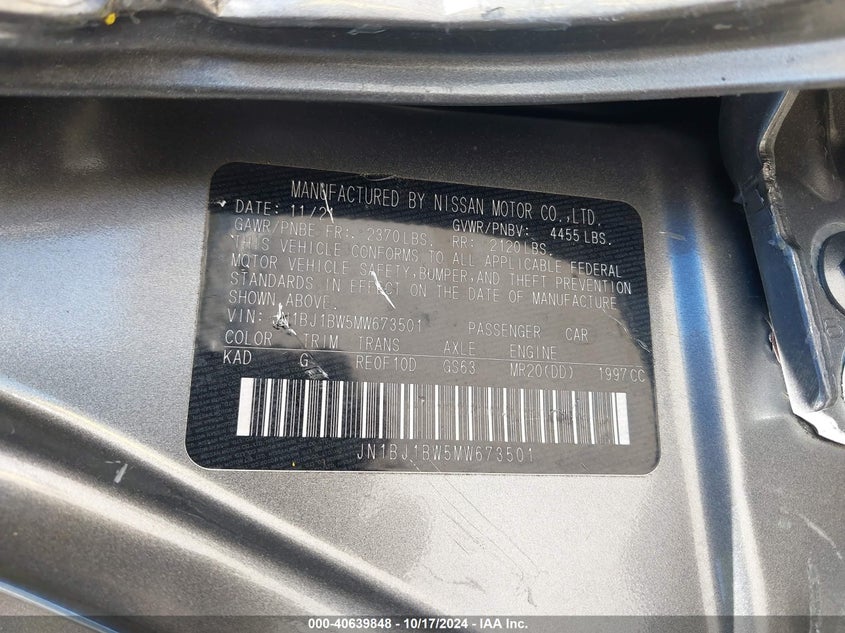 MANUFACTURED BY NISSAN MOTOR CO.,LTD.
DATE: 11/21 GVWR/PNBV: 4455 LBS.
GAWR/PNBE FR: 2370LBS. RR: 2120LBS.
THIS VEHICLE CONFORMS TO ALL APPLICABLE FEDERAL
MOTOR VEHICLE SAFETY,BUMPER,AND THEFT PREVENTION
STANDARDS IN EFFECT ON THE DATE OF MANUFACTURE
SHOWN ABOVE.
VIN: JN1BJ1BW5MW673501 PASSENGER CAR
COLOR TRIM TRANS AXLE ENGINE
KAD G RE0F10D GS63 MR20(DD) 1997CC
JN1BJ1BW5MW673501
000-40639848 - 10/17/2024 - IAAI, Inc.